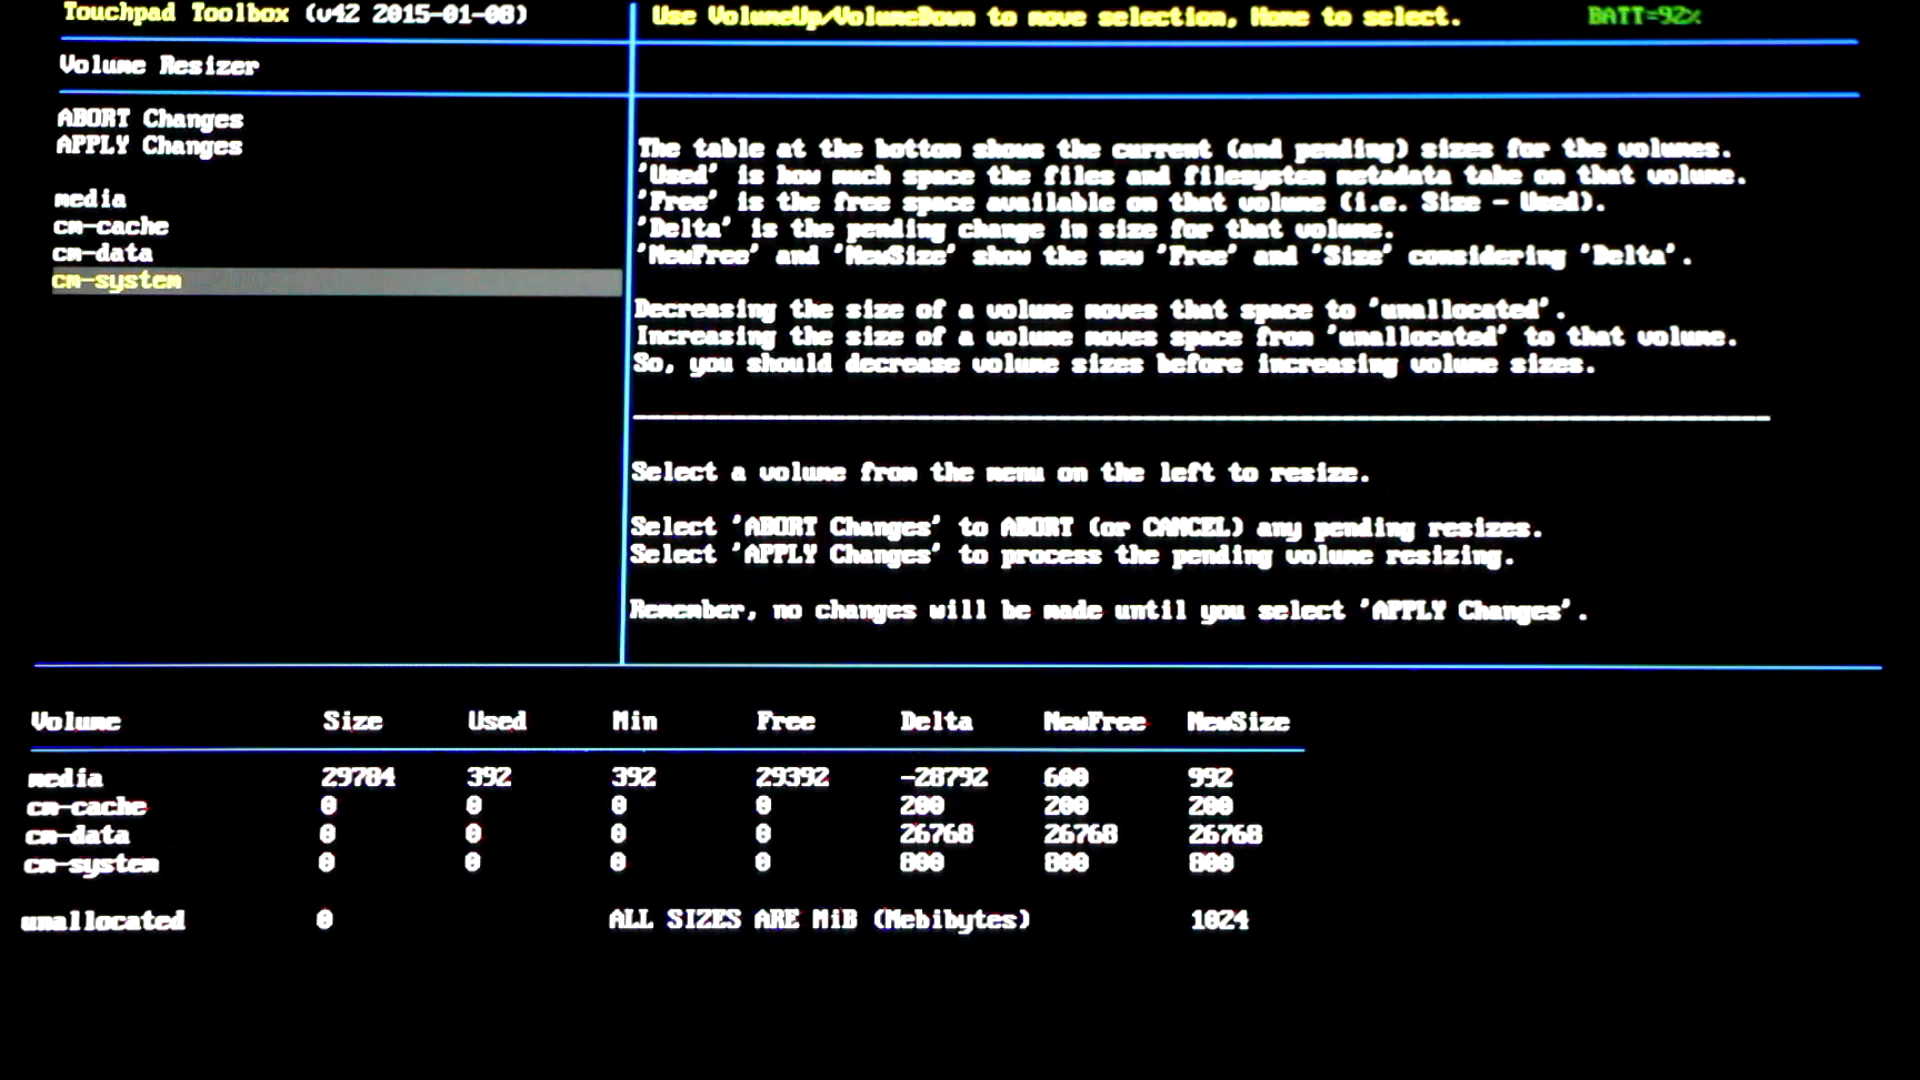 Touchpad Toolbox (v42 2015-01-08)
Use VolumeUp/VolumeDown to move selection, Home to select.
BATT=92%
Volume Resizer
ABORT Changes
APPLY Changes
media
cm-cache
cm-data
cm-system
The table at the bottom shows the current (and pending) sizes for the volumes.
'Used' is how much space the files and filesystem metadata take on that volume.
'Free' is the free space available on that volume (i.e. Size - Used).
'Delta' is the pending change in size for that volume.
'NewFree' and 'NewSize' show the new 'Free' and 'Size' considering 'Delta'.
Decreasing the size of a volume moves that space to 'unallocated'.
Increasing the size of a volume moves space from 'unallocated' to that volume.
So, you should decrease volume sizes before increasing volume sizes.
Select a volume from the menu on the left to resize.
Select 'ABORT Changes' to ABORT (or CANCEL) any pending resizes.
Select 'APPLY Changes' to process the pending volume resizing.
Remember, no changes will be made until you select 'APPLY Changes'.
Volume Size Used Min Free Delta NewFree NewSize
media 29784 392 392 29392 -28792 600 992
cm-cache 0 0 0 0 200 200 200
cm-data 0 0 0 0 26768 26768 26768
cm-system 0 0 0 0 800 800 800
unallocated 0 ALL SIZES ARE MiB (Mebibytes) 1024